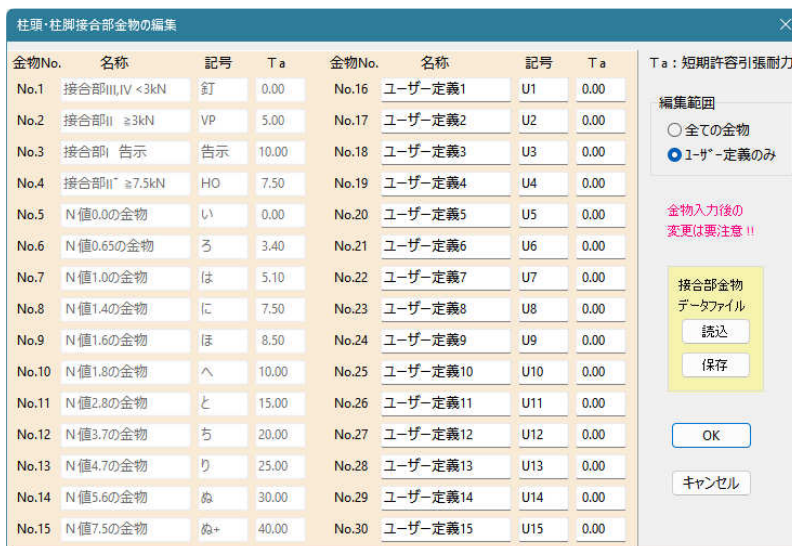 柱頭・柱脚接合部金物の編集
金物No. 名称 記号 Ta 金物No. 名称 記号 Ta
No.1 接合部III,IV <3kN 釘 0.00 No.16 ユーザー定義1 U1 0.00
No.2 接合部II ≧3kN VP 5.00 No.17 ユーザー定義2 U2 0.00
No.3 接合部I 告示 告示 10.00 No.18 ユーザー定義3 U3 0.00
No.4 接合部II~ ≧7.5kN HO 7.50 No.19 ユーザー定義4 U4 0.00
No.5 N値0.0の金物 い 0.00 No.20 ユーザー定義5 U5 0.00
No.6 N値0.65の金物 ろ 3.40 No.21 ユーザー定義6 U6 0.00
No.7 N値1.0の金物 は 5.10 No.22 ユーザー定義7 U7 0.00
No.8 N値1.4の金物 に 7.50 No.23 ユーザー定義8 U8 0.00
No.9 N値1.6の金物 ほ 8.50 No.24 ユーザー定義9 U9 0.00
No.10 N値1.8の金物 へ 10.00 No.25 ユーザー定義10 U10 0.00
No.11 N値2.8の金物 と 15.00 No.26 ユーザー定義11 U11 0.00
No.12 N値3.7の金物 ち 20.00 No.27 ユーザー定義12 U12 0.00
No.13 N値4.7の金物 り 25.00 No.28 ユーザー定義13 U13 0.00
No.14 N値5.6の金物 ぬ 30.00 No.29 ユーザー定義14 U14 0.00
No.15 N値7.5の金物 ぬ+ 40.00 No.30 ユーザー定義15 U15 0.00
Ta:短期許容引張耐力
編集範囲
全ての金物
ユーザー定義のみ
金物入力後の
変更は要注意!!
接合部金物
データファイル
読込
保存
OK
キャンセル